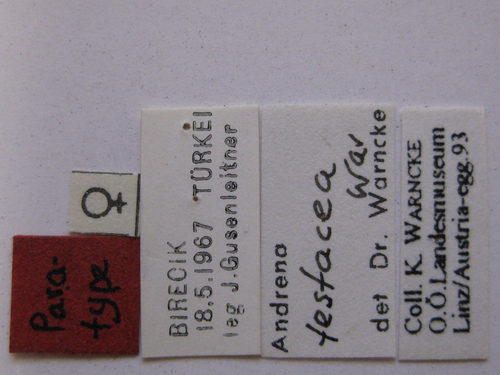 Para-
type
♀
BIRECIK
18.5.1967 TÜRKEI
leg J.Gusenleitner
Andrena
testacea
War
det Dr. Warncke
Coll. K. WARNCKE
O.Ö.Landesmuseum
Linz/Austria-egg.93